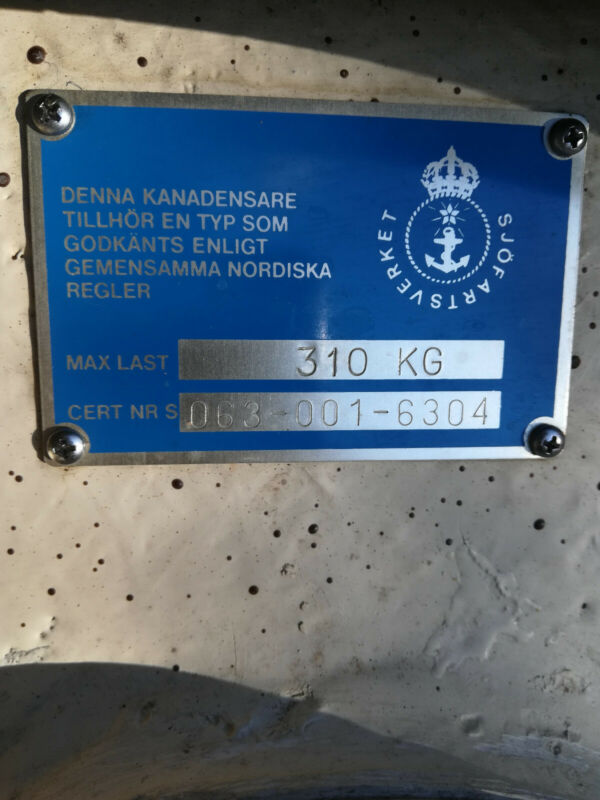 DENNA KANADENSARE
TILLHÖR EN TYP SOM
GODKÄNTS ENLIGT
GEMENSAMMA NORDISKA
REGLER
SJÖFARTSVERKET
MAX LAST 310 KG
CERT NR S 063-001-6304